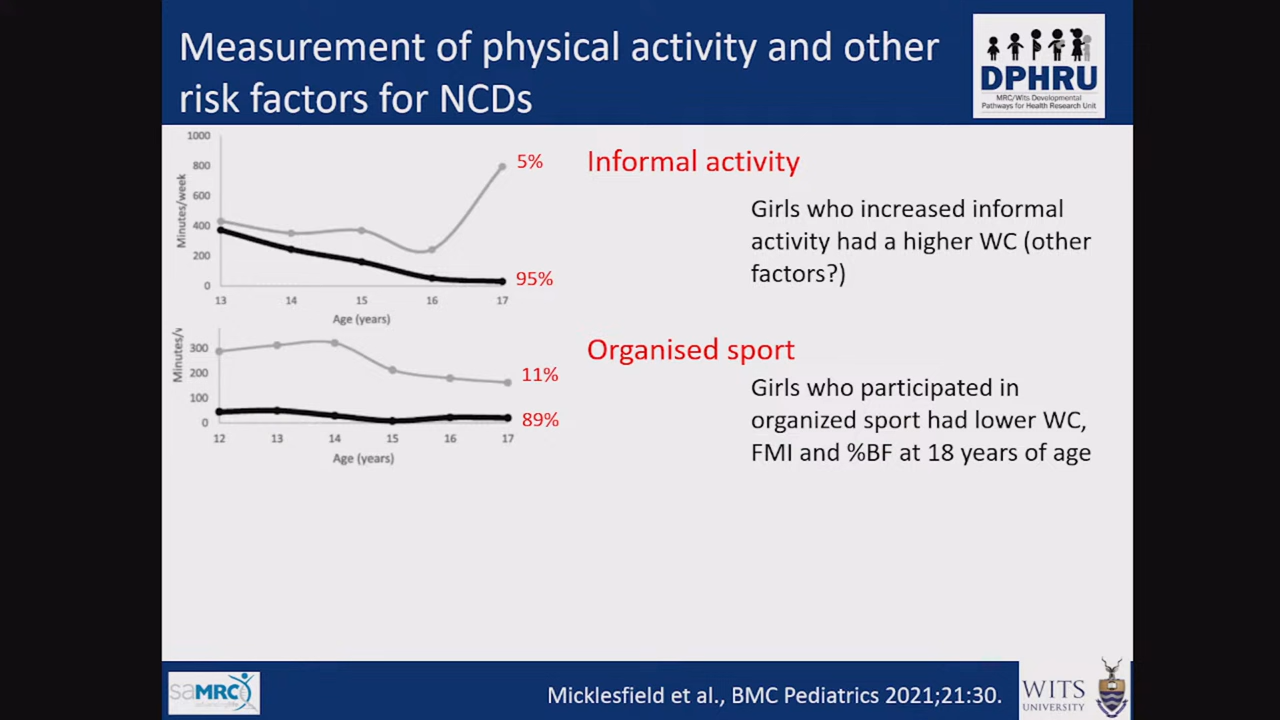 Measurement of physical activity and other
risk factors for NCDs
DPHRU
MRC/Wits Developmental
Pathways for Health Research Unit
1000
800
600
400
200
0
Minutes/week
13 14 15 16 17
Age (years)
5%
95%
Informal activity
Girls who increased informal
activity had a higher WC (other
factors?)
300
200
100
0
Minutes/
12 13 14 15 16 17
Age (years)
11%
89%
Organised sport
Girls who participated in
organized sport had lower WC,
FMI and %BF at 18 years of age
saMRC
advancing life
Micklesfield et al., BMC Pediatrics 2021;21:30.
WITS
UNIVERSITY